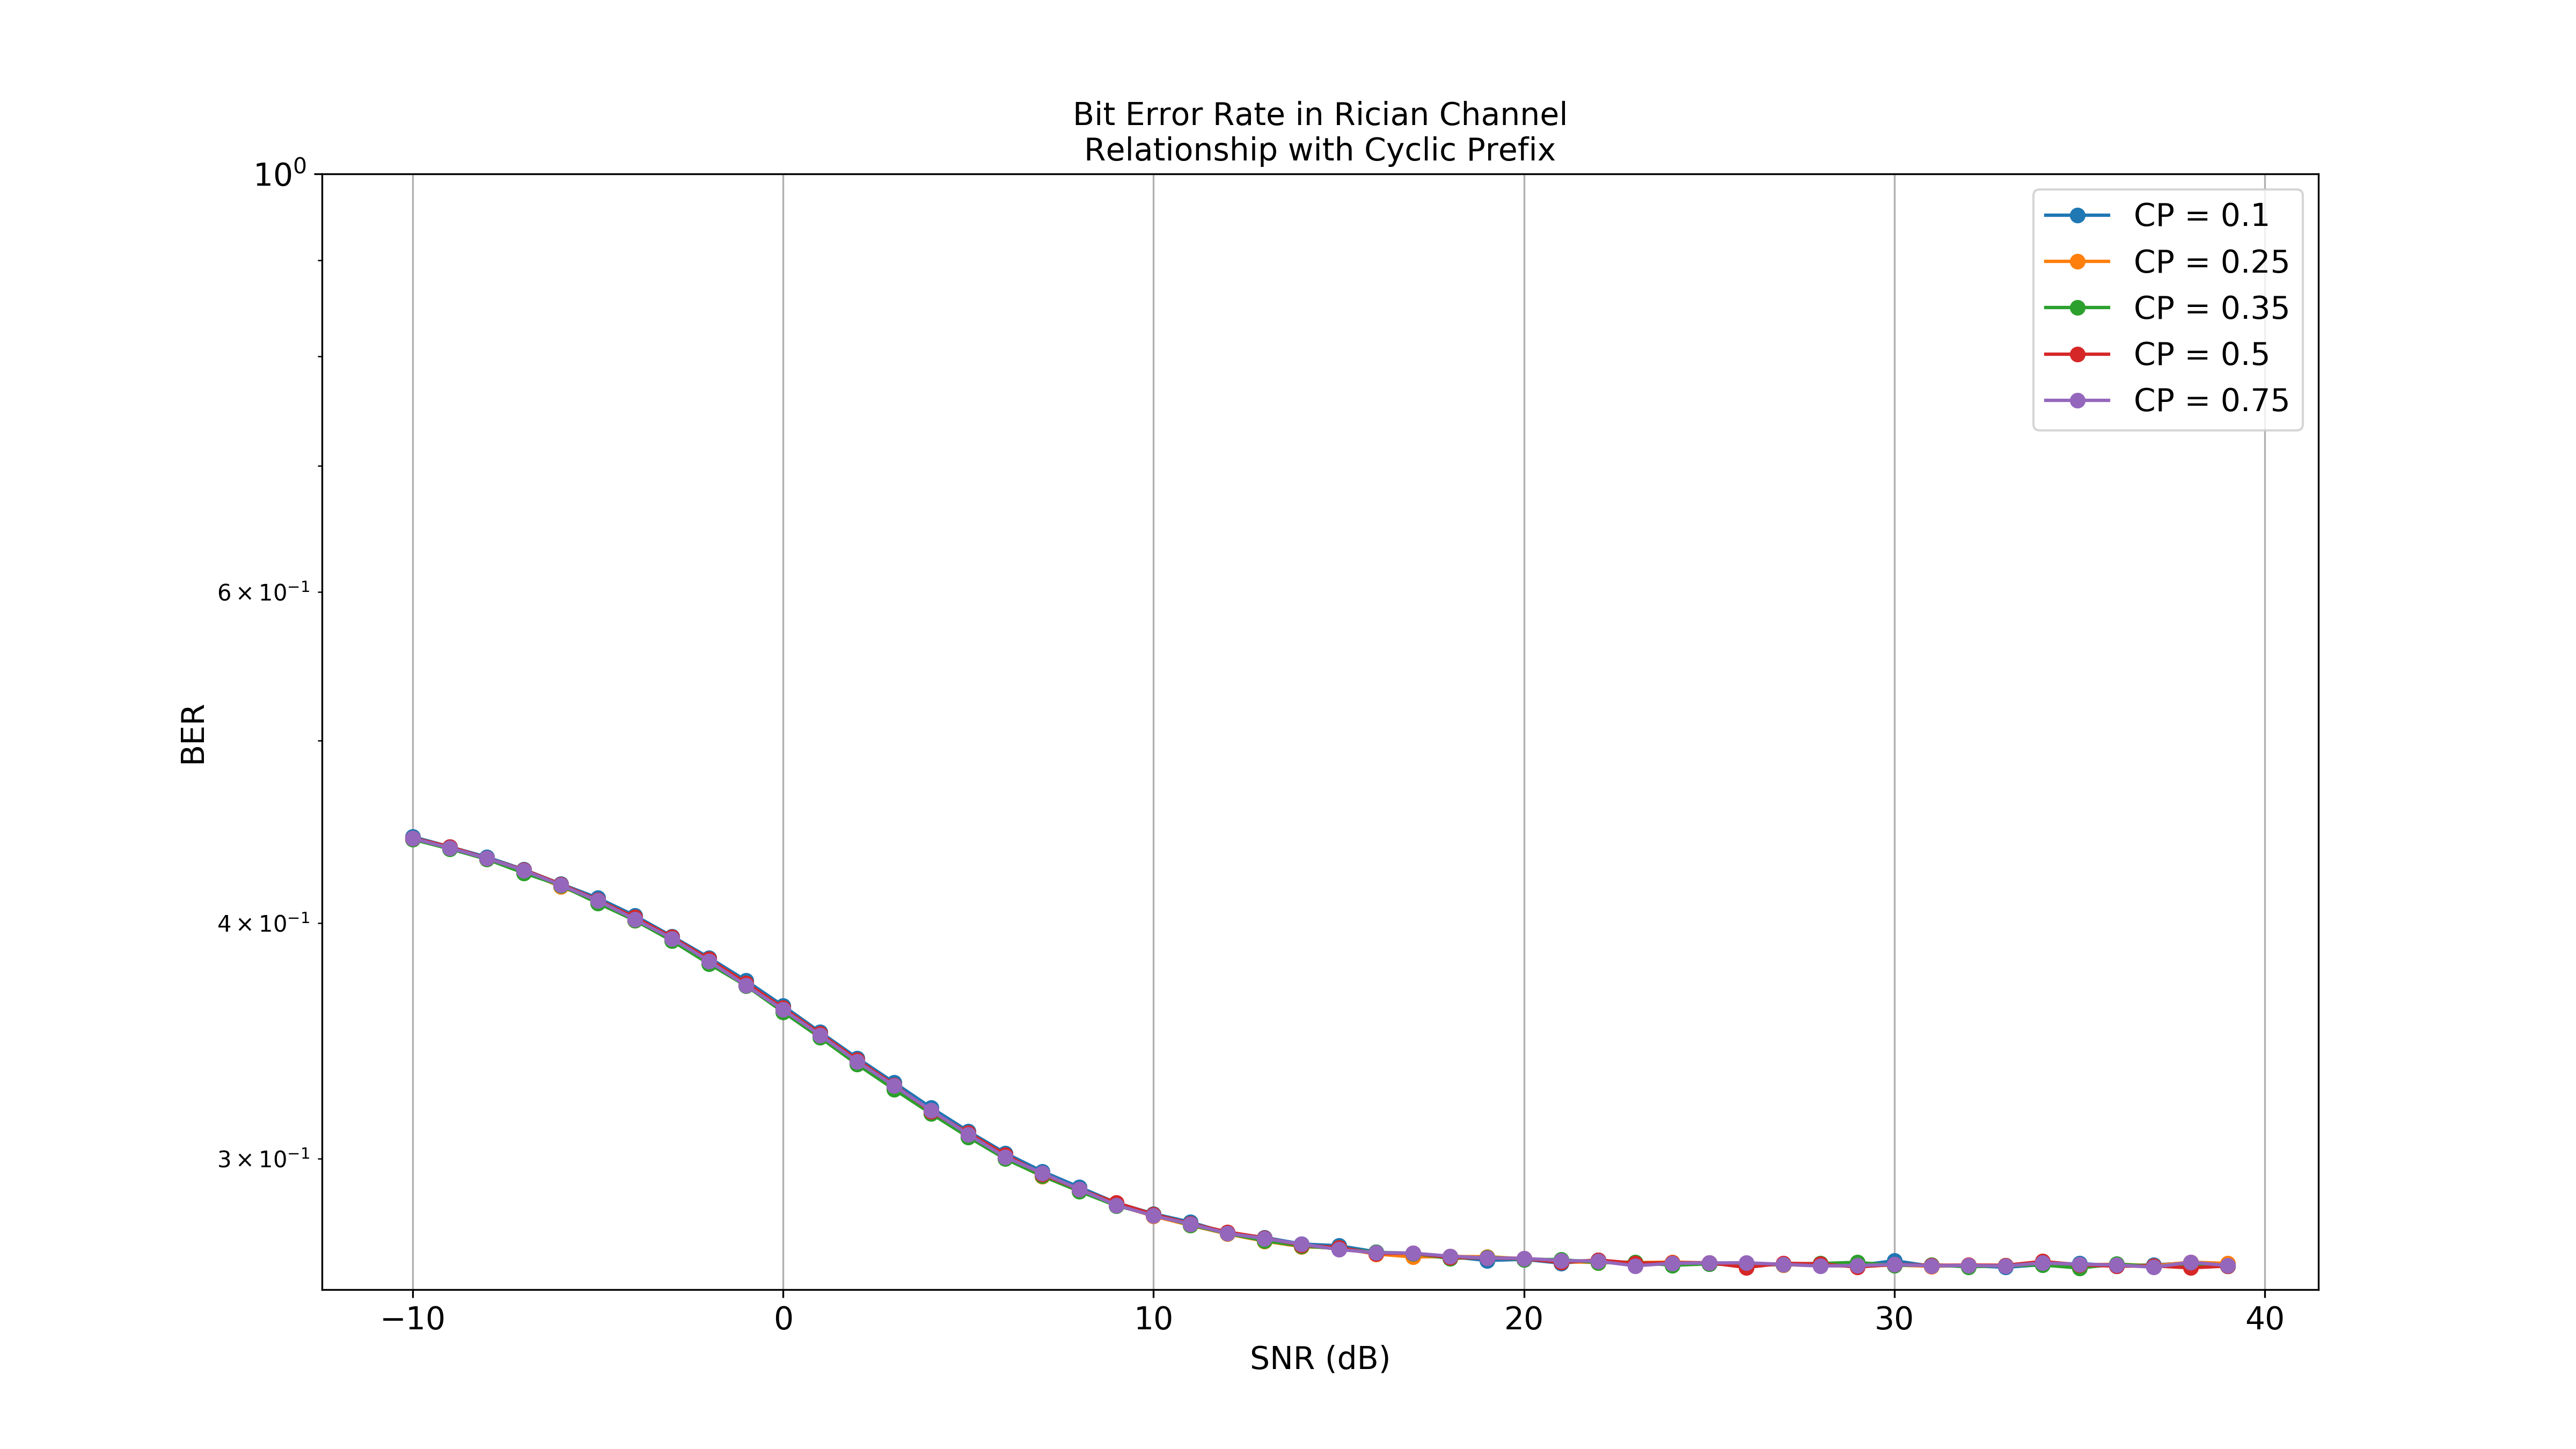 Bit Error Rate in Rician Channel
Relationship with Cyclic Prefix
10⁰
6 × 10⁻¹
4 × 10⁻¹
3 × 10⁻¹
BER
CP = 0.1
CP = 0.25
CP = 0.35
CP = 0.5
CP = 0.75
−10 0 10 20 30 40
SNR (dB)